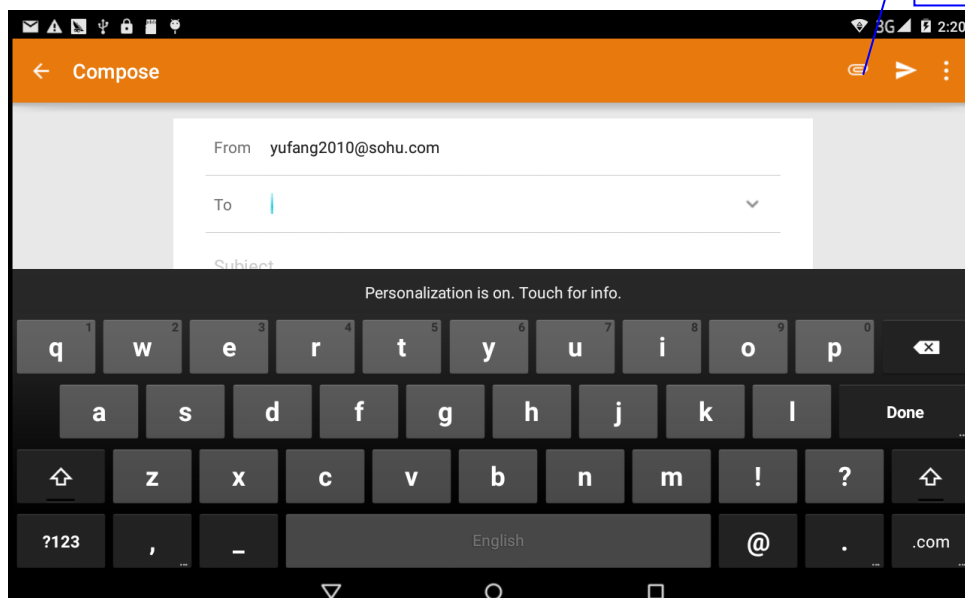 3G 2:20
Compose
From yufang2010@sohu.com
To
Subject
Personalization is on. Touch for info.
1 2 3 4 5 6 7 8 9 0
q w e r t y u i o p
a s d f g h j k l Done
z x c v b n m ! ?
?123 , _ English @ . .com